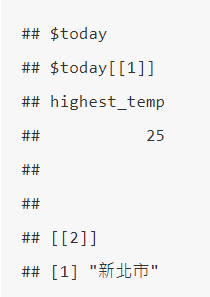 ## $today
## $today[[1]]
## highest_temp
##           25
##
##
## [[2]]
## [1] "新北市"